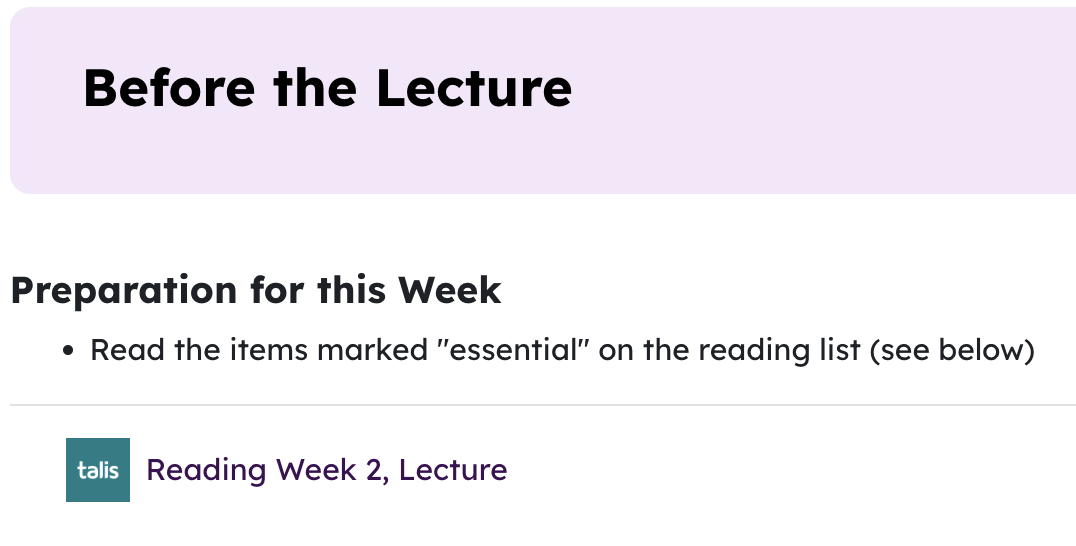 Before the Lecture
Preparation for this Week
• Read the items marked "essential" on the reading list (see below)
talis
Reading Week 2, Lecture